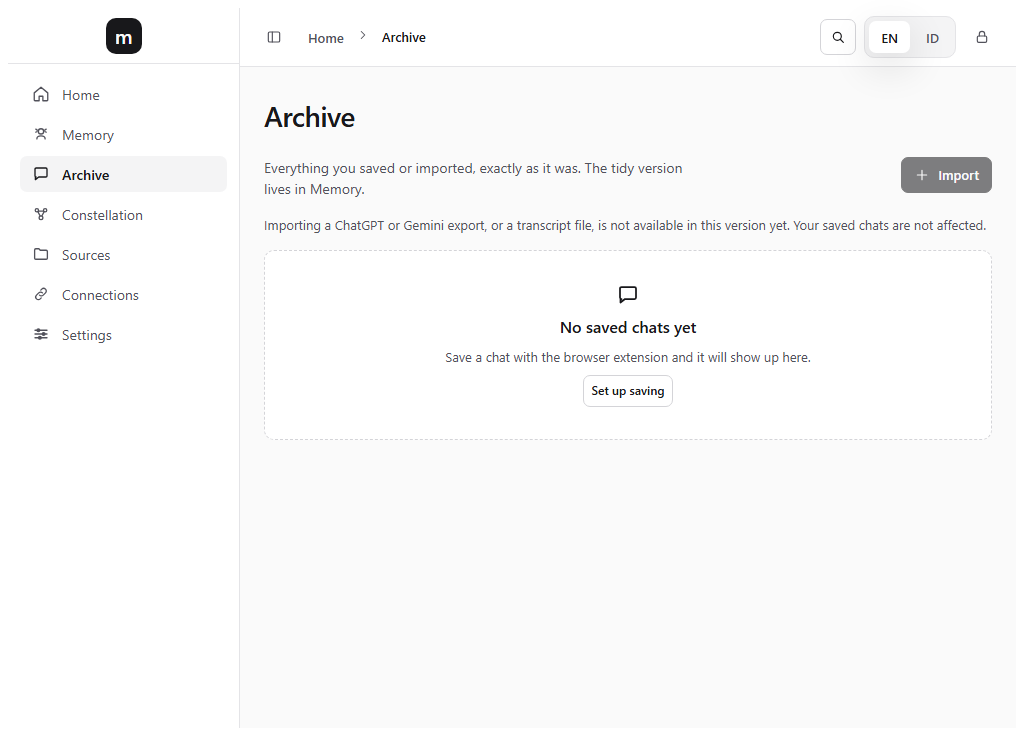 m
Home
Archive
EN
ID
Home
Memory
Archive
Constellation
Sources
Connections
Settings
Archive
Everything you saved or imported, exactly as it was. The tidy version
lives in Memory.
Import
Importing a ChatGPT or Gemini export, or a transcript file, is not available in this version yet. Your saved chats are not affected.
No saved chats yet
Save a chat with the browser extension and it will show up here.
Set up saving